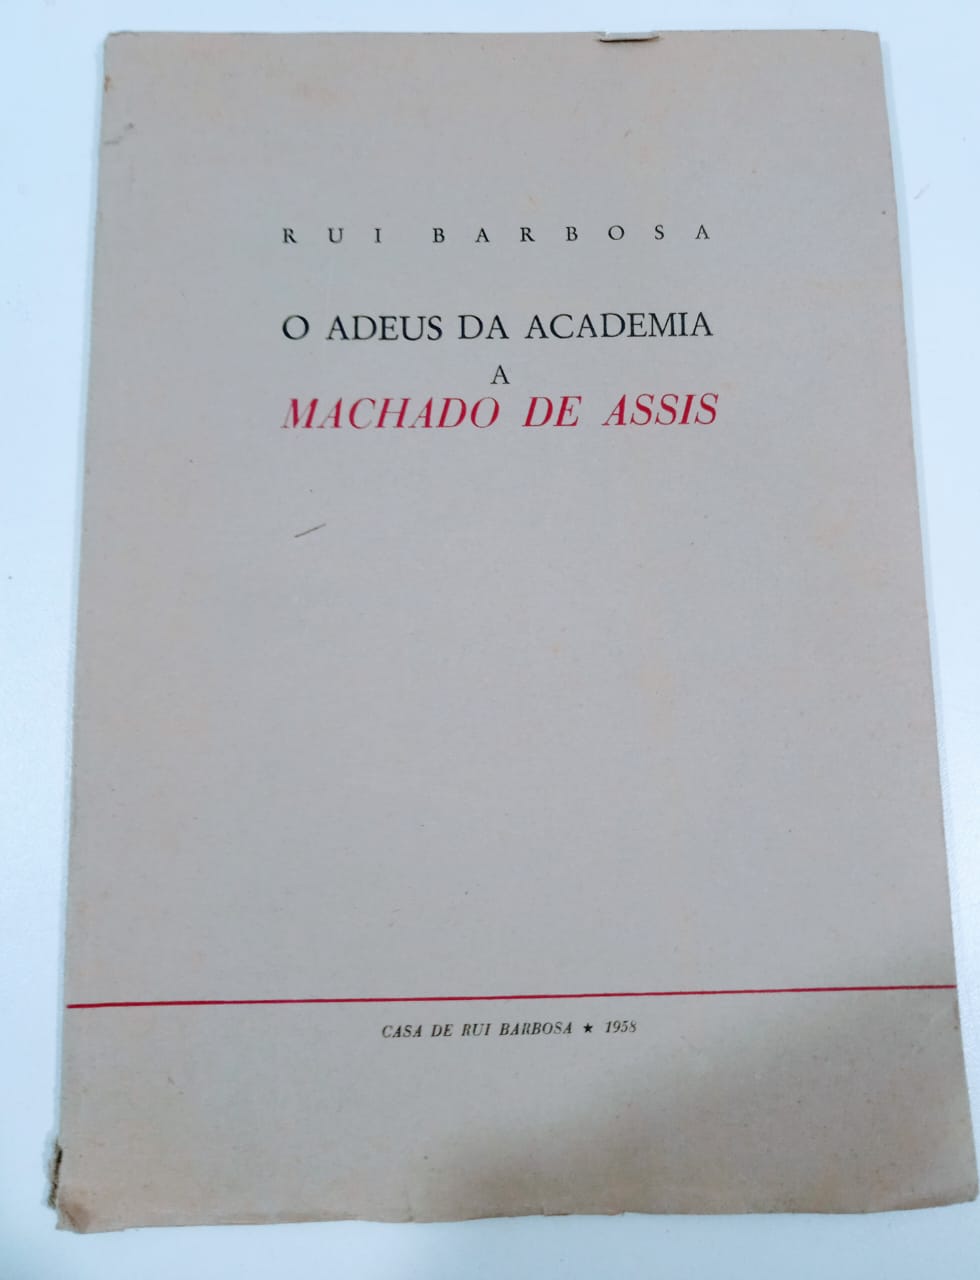 RUI BARBOSA
O ADEUS DA ACADEMIA
A
MACHADO DE ASSIS
CASA DE RUI BARBOSA ★ 1958